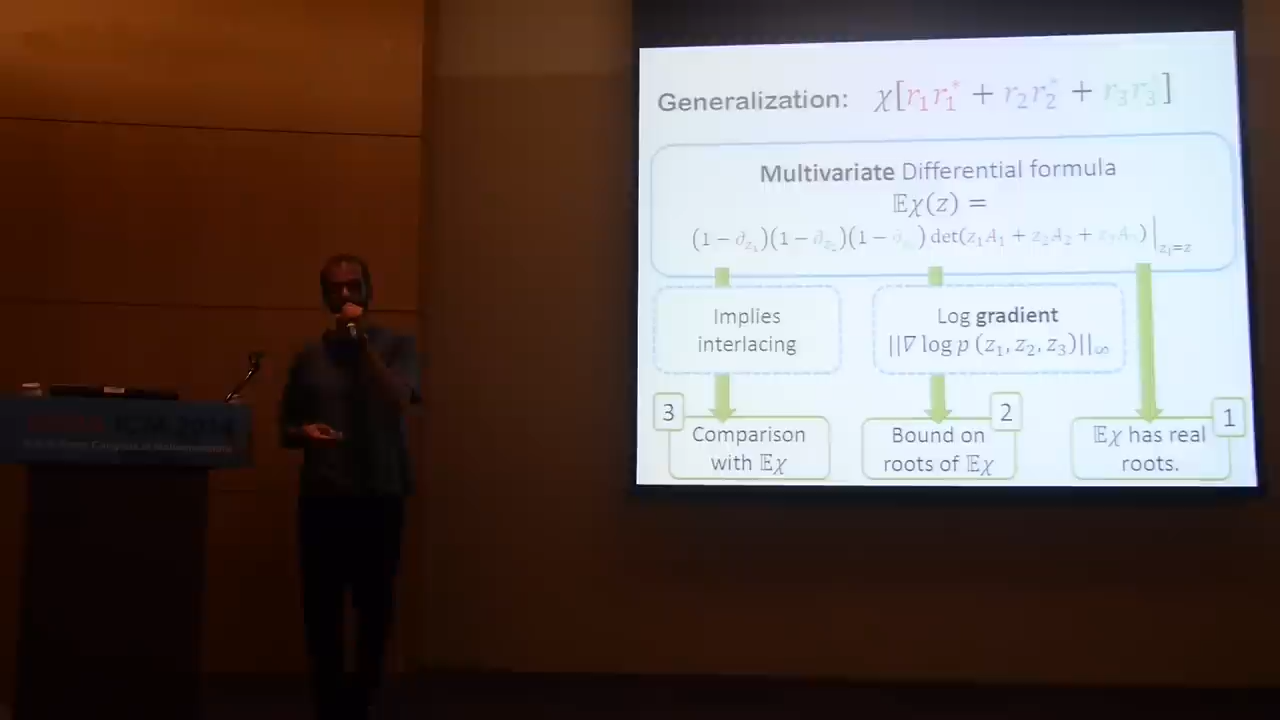 Generalization: χ[r₁r₁* + r₂r₂* + r₃r₃*]
Multivariate Differential formula
𝔼χ(z) =
(1 − ∂z₁)(1 − ∂z₂)(1 − ∂z₃) det(z₁A₁ + z₂A₂ + z₃A₃)|zᵢ=z
Implies
interlacing
Log gradient
||∇ log p (z₁, z₂, z₃)||∞
3
Comparison
with 𝔼χ
2
Bound on
roots of 𝔼χ
1
𝔼χ has real
roots.
ICM 2014